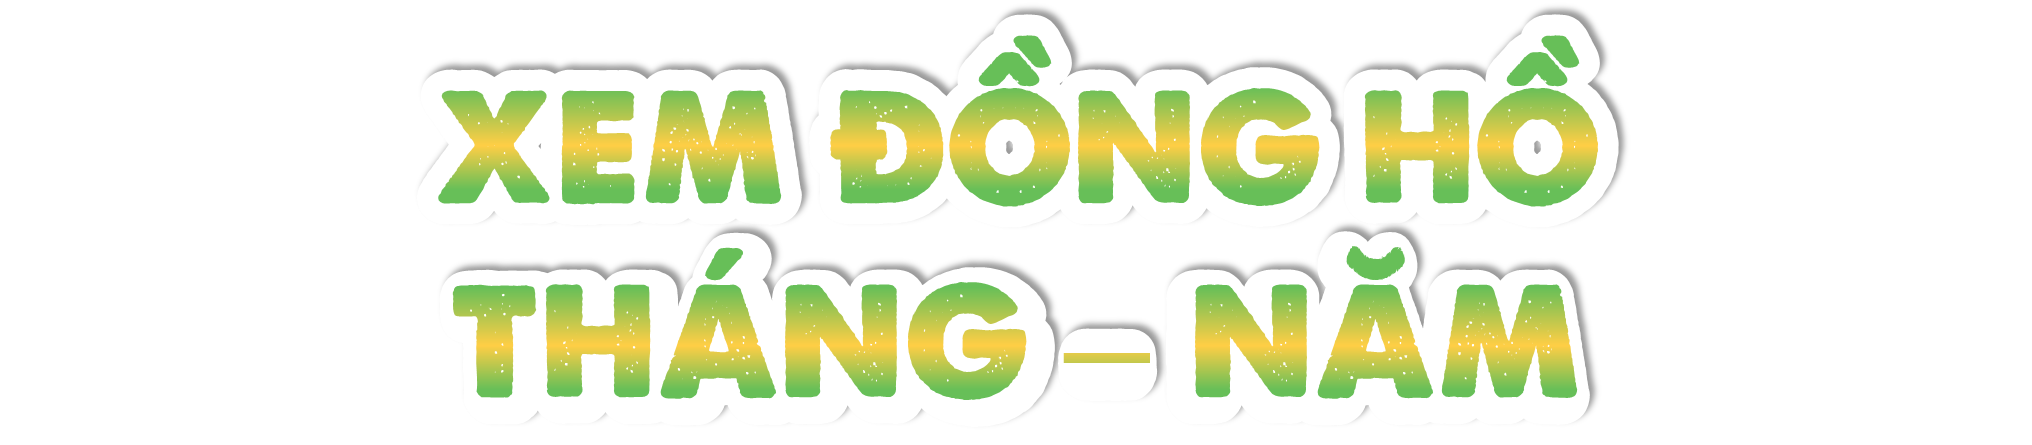 XEM ĐỒNG HỒ
THÁNG – NĂM